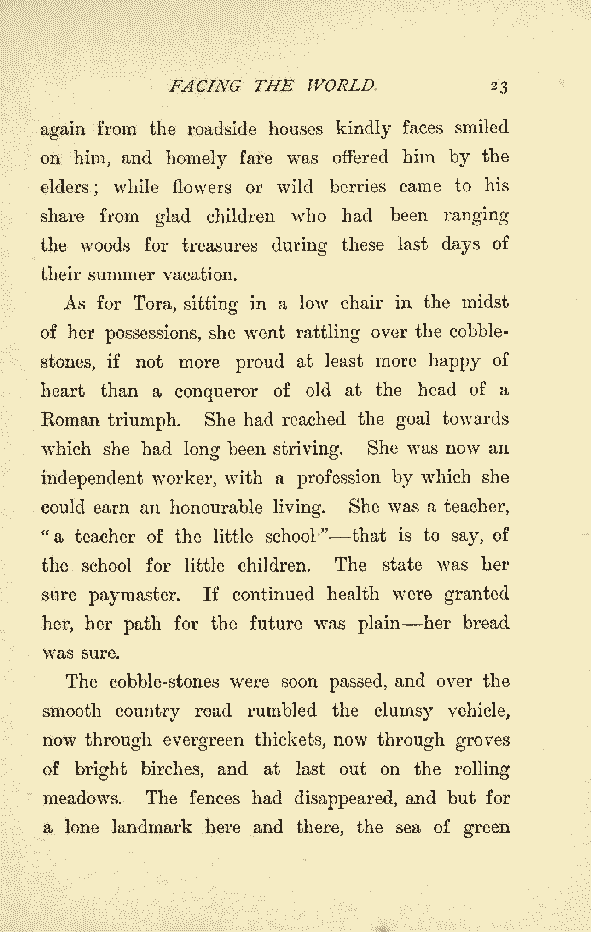 FACING THE WORLD. 23
again from the roadside houses kindly faces smiled
on him, and homely fare was offered him by the
elders; while flowers or wild berries came to his
share from glad children who had been ranging
the woods for treasures during these last days of
their summer vacation.
As for Tora, sitting in a low chair in the midst
of her possessions, she went rattling over the cobble-
stones, if not more proud at least more happy of
heart than a conqueror of old at the head of a
Roman triumph. She had reached the goal towards
which she had long been striving. She was now an
independent worker, with a profession by which she
could earn an honourable living. She was a teacher,
"a teacher of the little school"—that is to say, of
the school for little children. The state was her
sure paymaster. If continued health were granted
her, her path for the future was plain—her bread
was sure.
The cobble-stones were soon passed, and over the
smooth country road rumbled the clumsy vehicle,
now through evergreen thickets, now through groves
of bright birches, and at last out on the rolling
meadows. The fences had disappeared, and but for
a lone landmark here and there, the sea of green